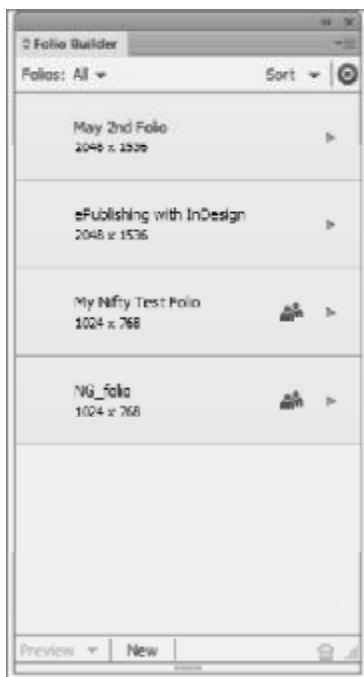 Folio Builder
Folios: All Sort
May 2nd Folio
2048 x 1536
ePublishing with InDesign
2048 x 1536
My Nifty Test Folio
1024 x 768
NG_folio
1024 x 768
Preview New